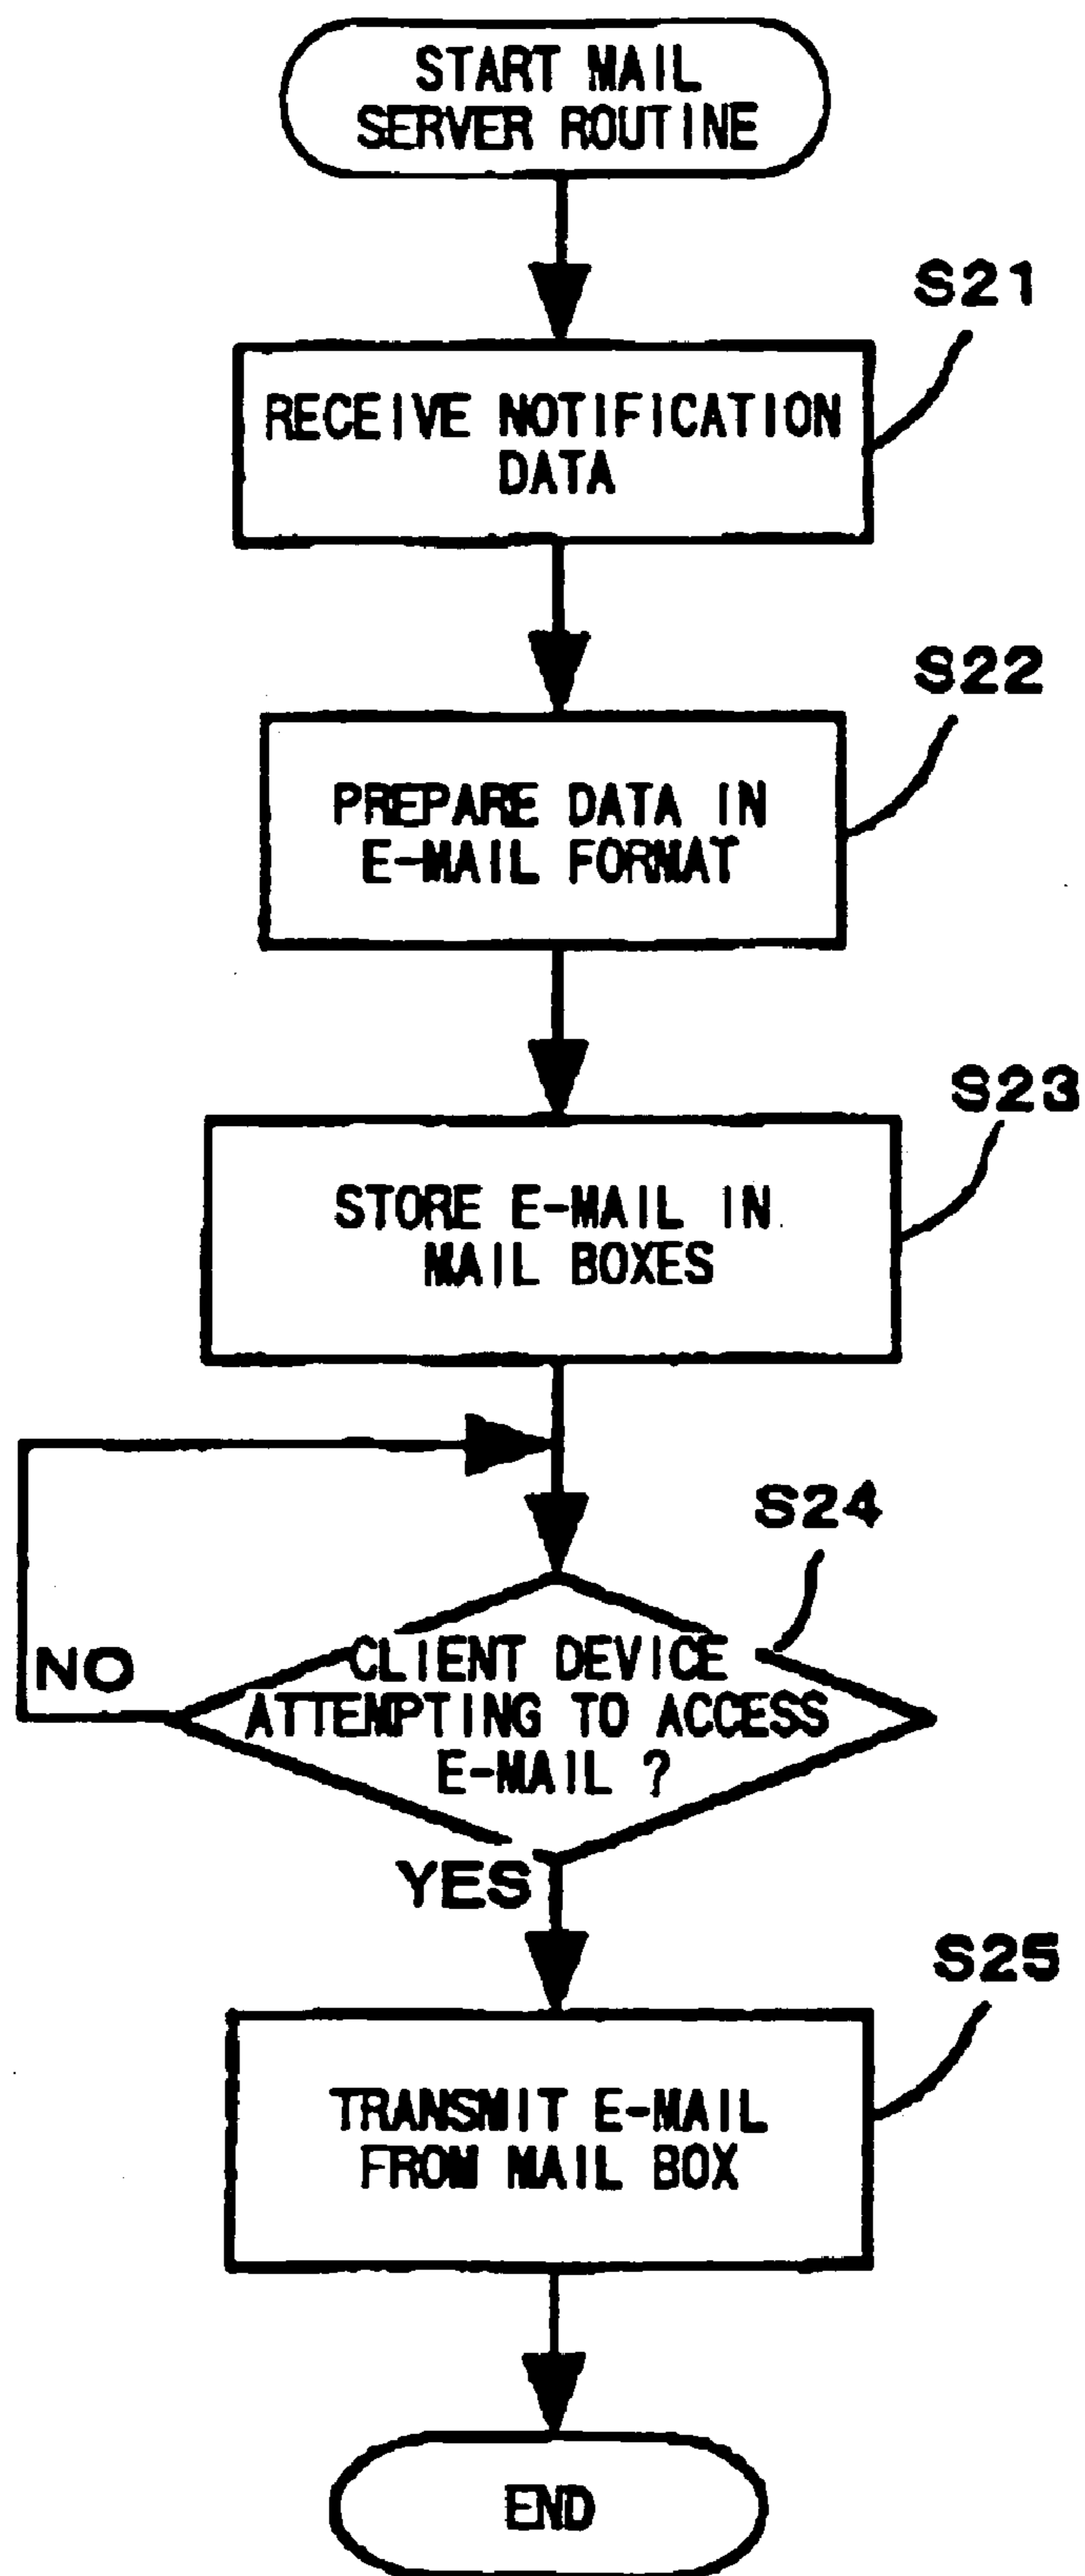 START MAIL
SERVER ROUTINE
S21
RECEIVE NOTIFICATION
DATA
S22
PREPARE DATA IN
E-MAIL FORMAT
S23
STORE E-MAIL IN
MAIL BOXES
S24
CLIENT DEVICE
NO
ATTEMPTING TO ACCESS
E-MAIL ?
YES
S25
TRANSMIT E-MAIL
FROM MAIL BOX
END